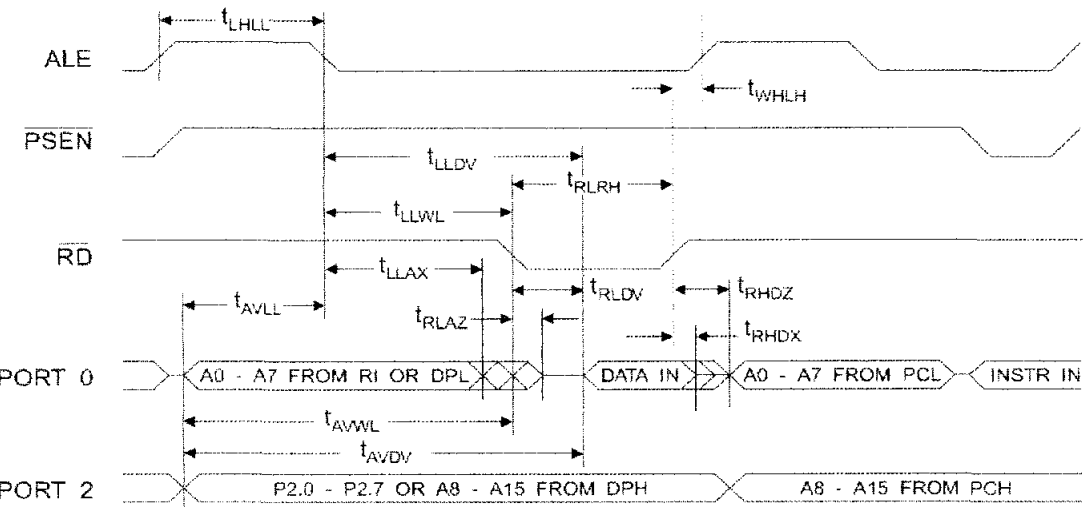 tLHLL
ALE
tWHLH
PSEN
tLLDV
tRLRH
tLLWL
RD
tLLAX
tRLDV
tRHDZ
tAVLL
tRLAZ
tRHDX
PORT 0
A0 - A7 FROM RI OR DPL
DATA IN
A0 - A7 FROM PCL
INSTR IN
tAVWL
tAVDV
PORT 2
P2.0 - P2.7 OR A8 - A15 FROM DPH
A8 - A15 FROM PCH